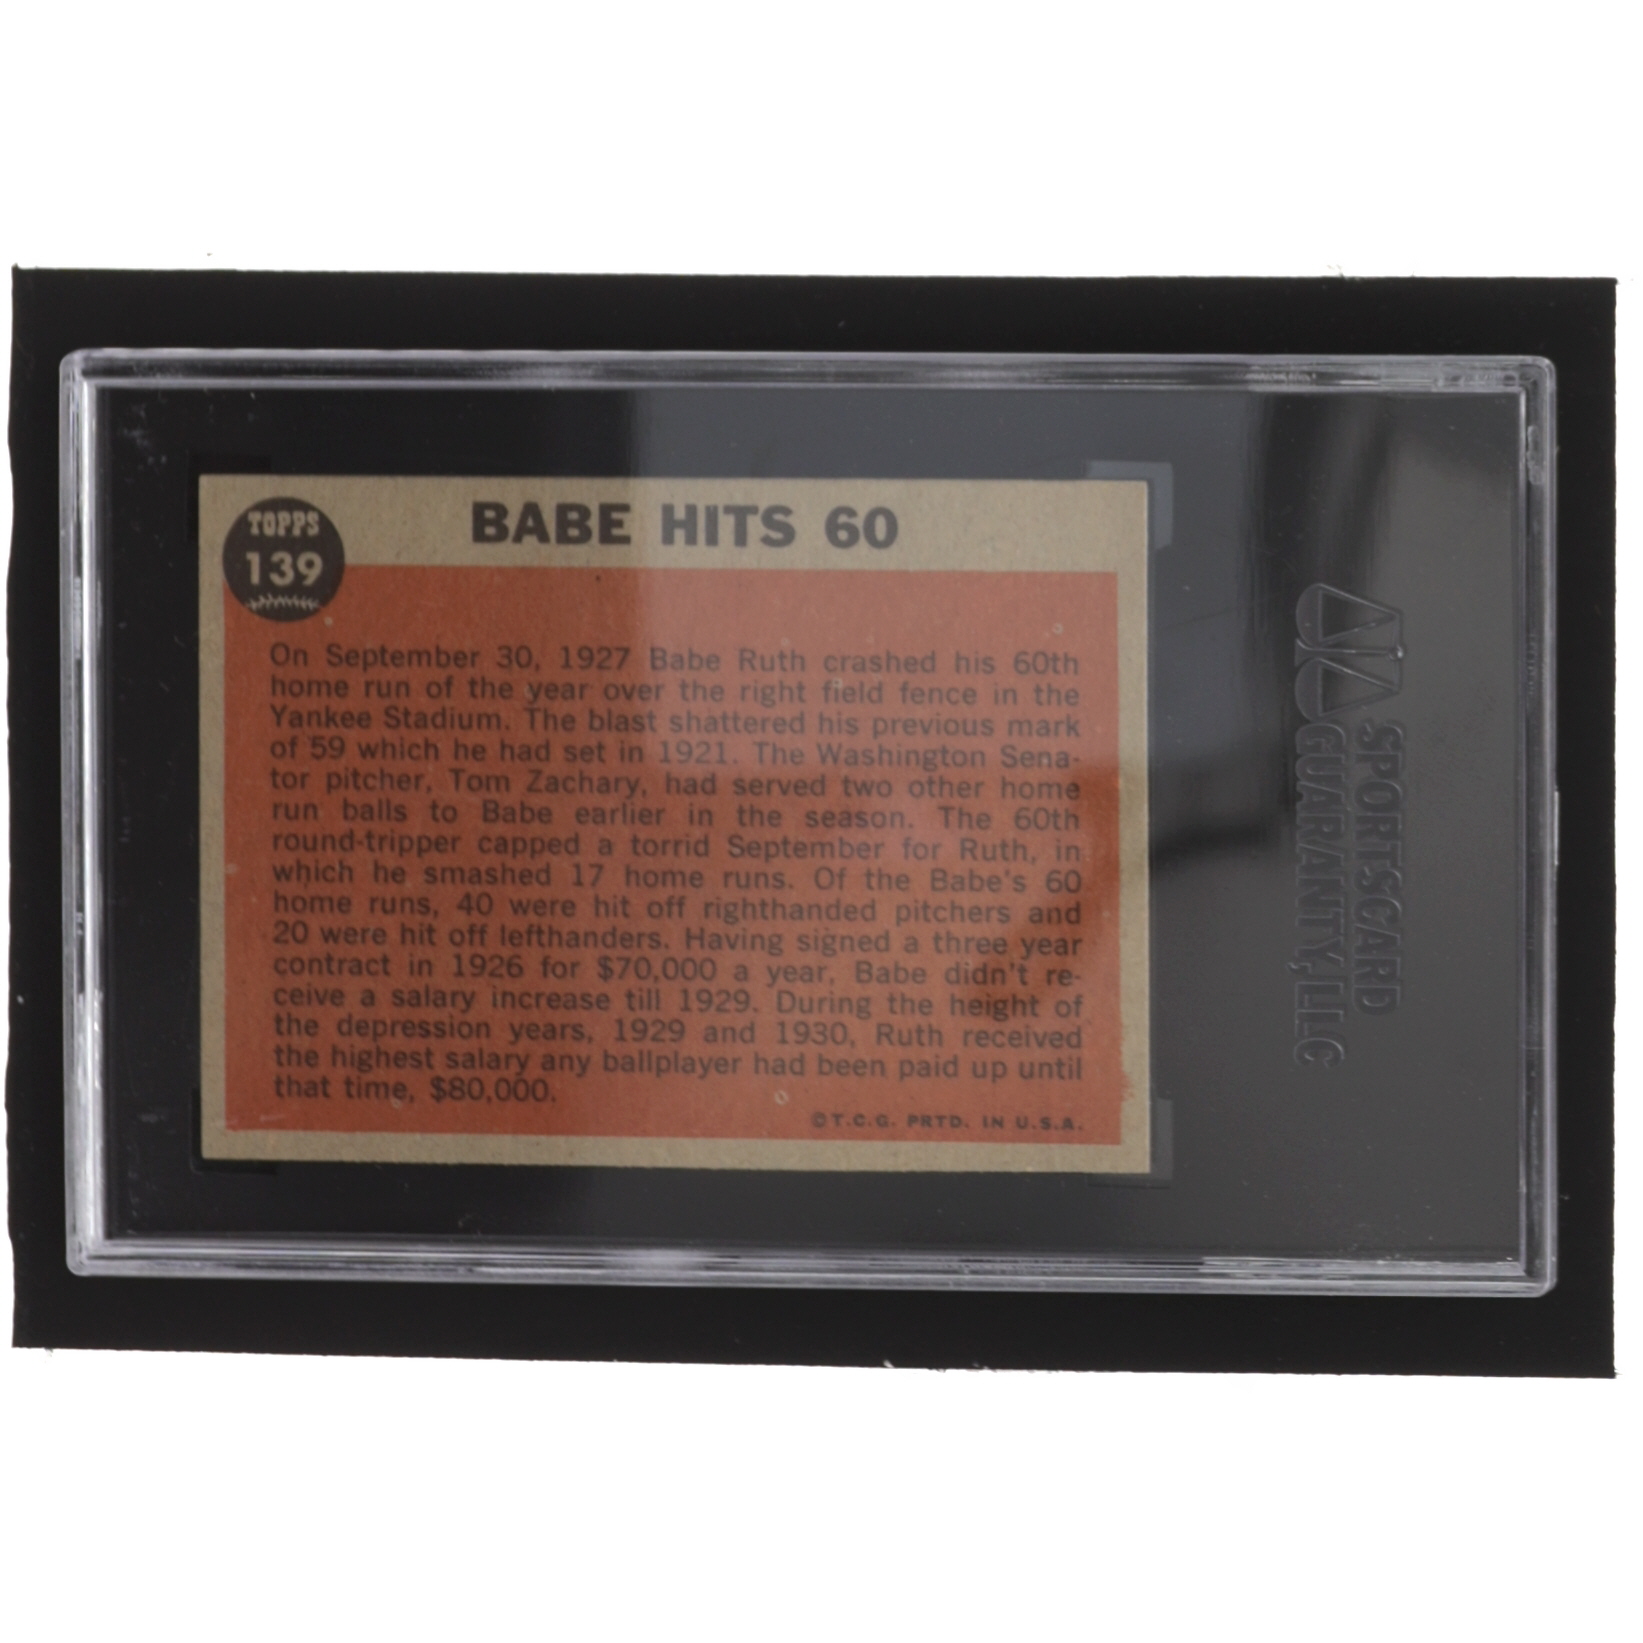 TOPPS
139
BABE HITS 60
On September 30, 1927 Babe Ruth crashed his 60th
home run of the year over the right field fence in the
Yankee Stadium. The blast shattered his previous mark
of 59 which he had set in 1921. The Washington Sena-
tor pitcher, Tom Zachary, had served two other home
run balls to Babe earlier in the season. The 60th
round-tripper capped a torrid September for Ruth, in
which he smashed 17 home runs. Of the Babe's 60
home runs, 40 were hit off righthanded pitchers and
20 were hit off lefthanders. Having signed a three year
contract in 1926 for $70,000 a year, Babe didn't re-
ceive a salary increase till 1929. During the height of
the depression years, 1929 and 1930, Ruth received
the highest salary any ballplayer had been paid up until
that time, $80,000.
©T.C.G. PRTD. IN U.S.A.
SPORTSCARD
GUARANTY, LLC